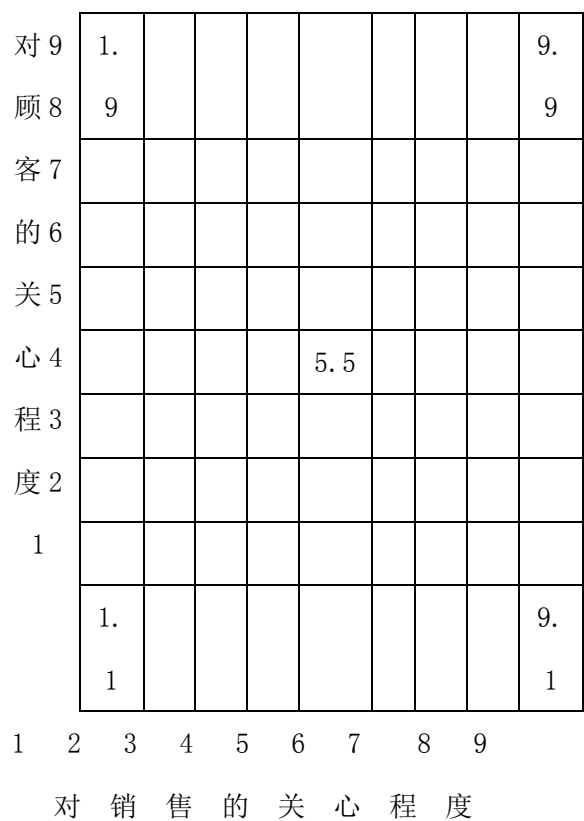 对 9 1. 9.
顾 8 9 9
客 7
的 6
关 5
心 4 5.5
程 3
度 2
1
1. 9.
1 1
1 2 3 4 5 6 7 8 9
对 销 售 的 关 心 程 度